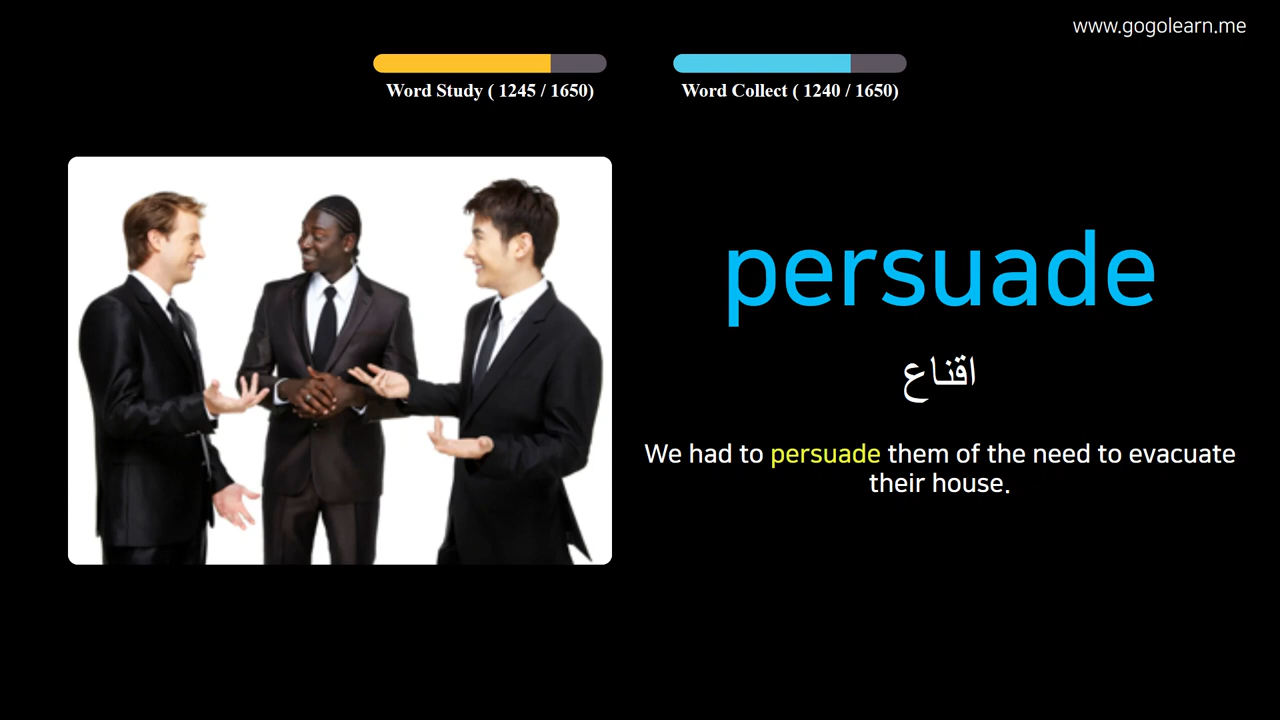 www.gogolearn.me
Word Study ( 1245 / 1650)
Word Collect ( 1240 / 1650)
persuade
اقناع
We had to persuade them of the need to evacuate
their house.